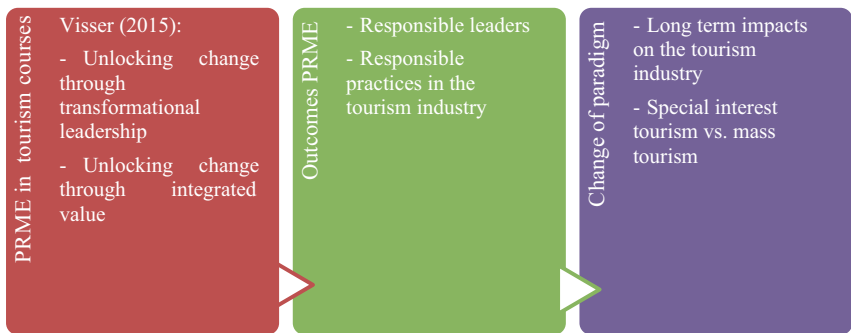 PRME in tourism courses
Visser (2015):
- Unlocking change
through
transformational
leadership
- Unlocking change
through integrated
value
Outcomes PRME
- Responsible leaders
- Responsible
practices in the
tourism industry
Change of paradigm
- Long term impacts
on the tourism
industry
- Special interest
tourism vs. mass
tourism